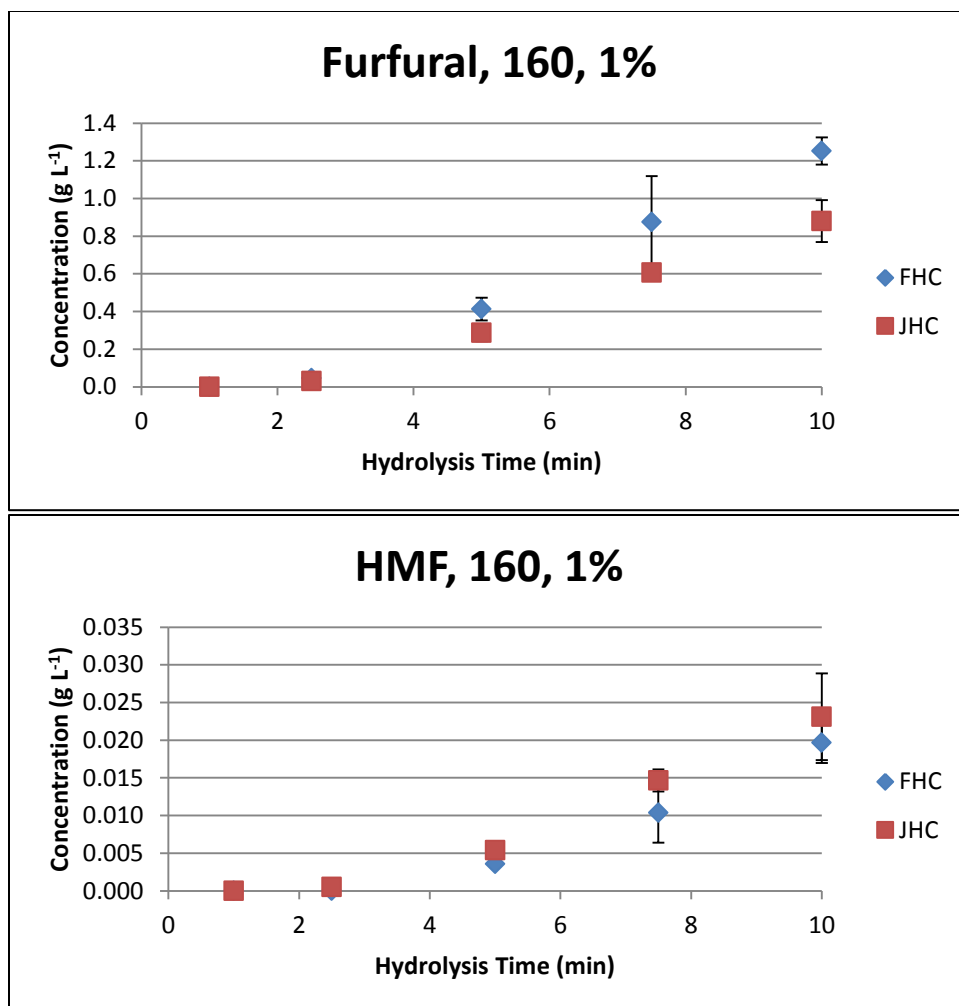 Furfural, 160, 1%
Concentration (g L⁻¹)
1.4
1.2
1.0
0.8
0.6
0.4
0.2
0.0
0 2 4 6 8 10
Hydrolysis Time (min)
FHC
JHC
HMF, 160, 1%
Concentration (g L⁻¹)
0.035
0.030
0.025
0.020
0.015
0.010
0.005
0.000
0 2 4 6 8 10
Hydrolysis Time (min)
FHC
JHC